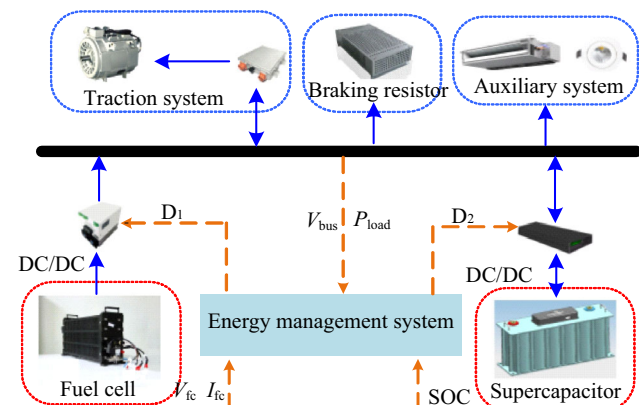 Traction system
Braking resistor
Auxiliary system
D1
Vbus Pload
D2
DC/DC
DC/DC
Energy management system
Fuel cell
Vfc Ifc
SOC
Supercapacitor